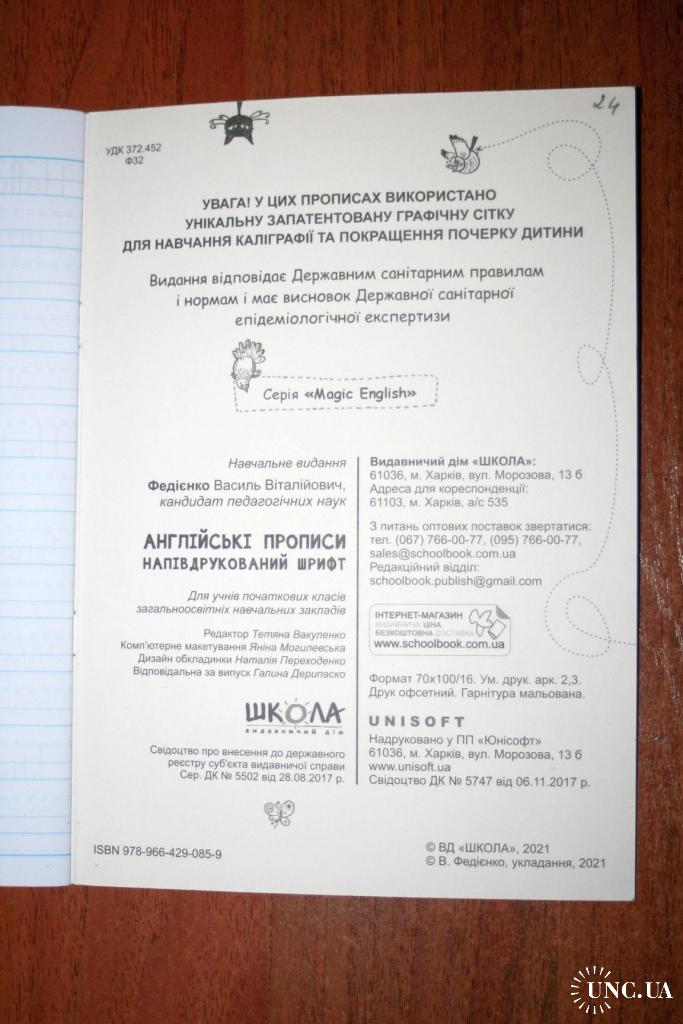 24
УДК 372.452
Ф32
УВАГА! У ЦИХ ПРОПИСАХ ВИКОРИСТАНО
УНІКАЛЬНУ ЗАПАТЕНТОВАНУ ГРАФІЧНУ СІТКУ
ДЛЯ НАВЧАННЯ КАЛІГРАФІЇ ТА ПОКРАЩЕННЯ ПОЧЕРКУ ДИТИНИ
Видання відповідає Державним санітарним правилам
і нормам і має висновок Державної санітарної
епідеміологічної експертизи
Серія «Magic English»
Навчальне видання
Федієнко Василь Віталійович,
кандидат педагогічних наук
АНГЛІЙСЬКІ ПРОПИСИ
НАПІВДРУКОВАНИЙ ШРИФТ
Для учнів початкових класів
загальноосвітніх навчальних закладів
Редактор Тетяна Вакуленко
Комп'ютерне макетування Яніна Могилевська
Дизайн обкладинки Наталія Переходенко
Відповідальна за випуск Галина Дерипаско
ШКОЛА
видавничий дім
Свідоцтво про внесення до державного
реєстру суб'єкта видавничої справи
Сер. ДК № 5502 від 28.08.2017 р.
Видавничий дім «ШКОЛА»:
61036, м. Харків, вул. Морозова, 13 б
Адреса для кореспонденції:
61103, м. Харків, а/с 535
З питань оптових поставок звертатися:
тел. (067) 766-00-77, (095) 766-00-77,
sales@schoolbook.com.ua
Редакційний відділ:
schoolbook.publish@gmail.com
ІНТЕРНЕТ-МАГАЗИН
ВИДАВНИЧА ЦІНА
БЕЗКОШТОВНА ДОСТАВКА
www.schoolbook.com.ua
Формат 70х100/16. Ум. друк. арк. 2,3.
Друк офсетний. Гарнітура мальована.
UNISOFT
Надруковано у ПП «Юнісофт»
61036, м. Харків, вул. Морозова, 13 б
www.unisoft.ua
Свідоцтво ДК № 5747 від 06.11.2017 р.
ISBN 978-966-429-085-9
© ВД «ШКОЛА», 2021
© В. Федієнко, укладання, 2021
UNC.UA